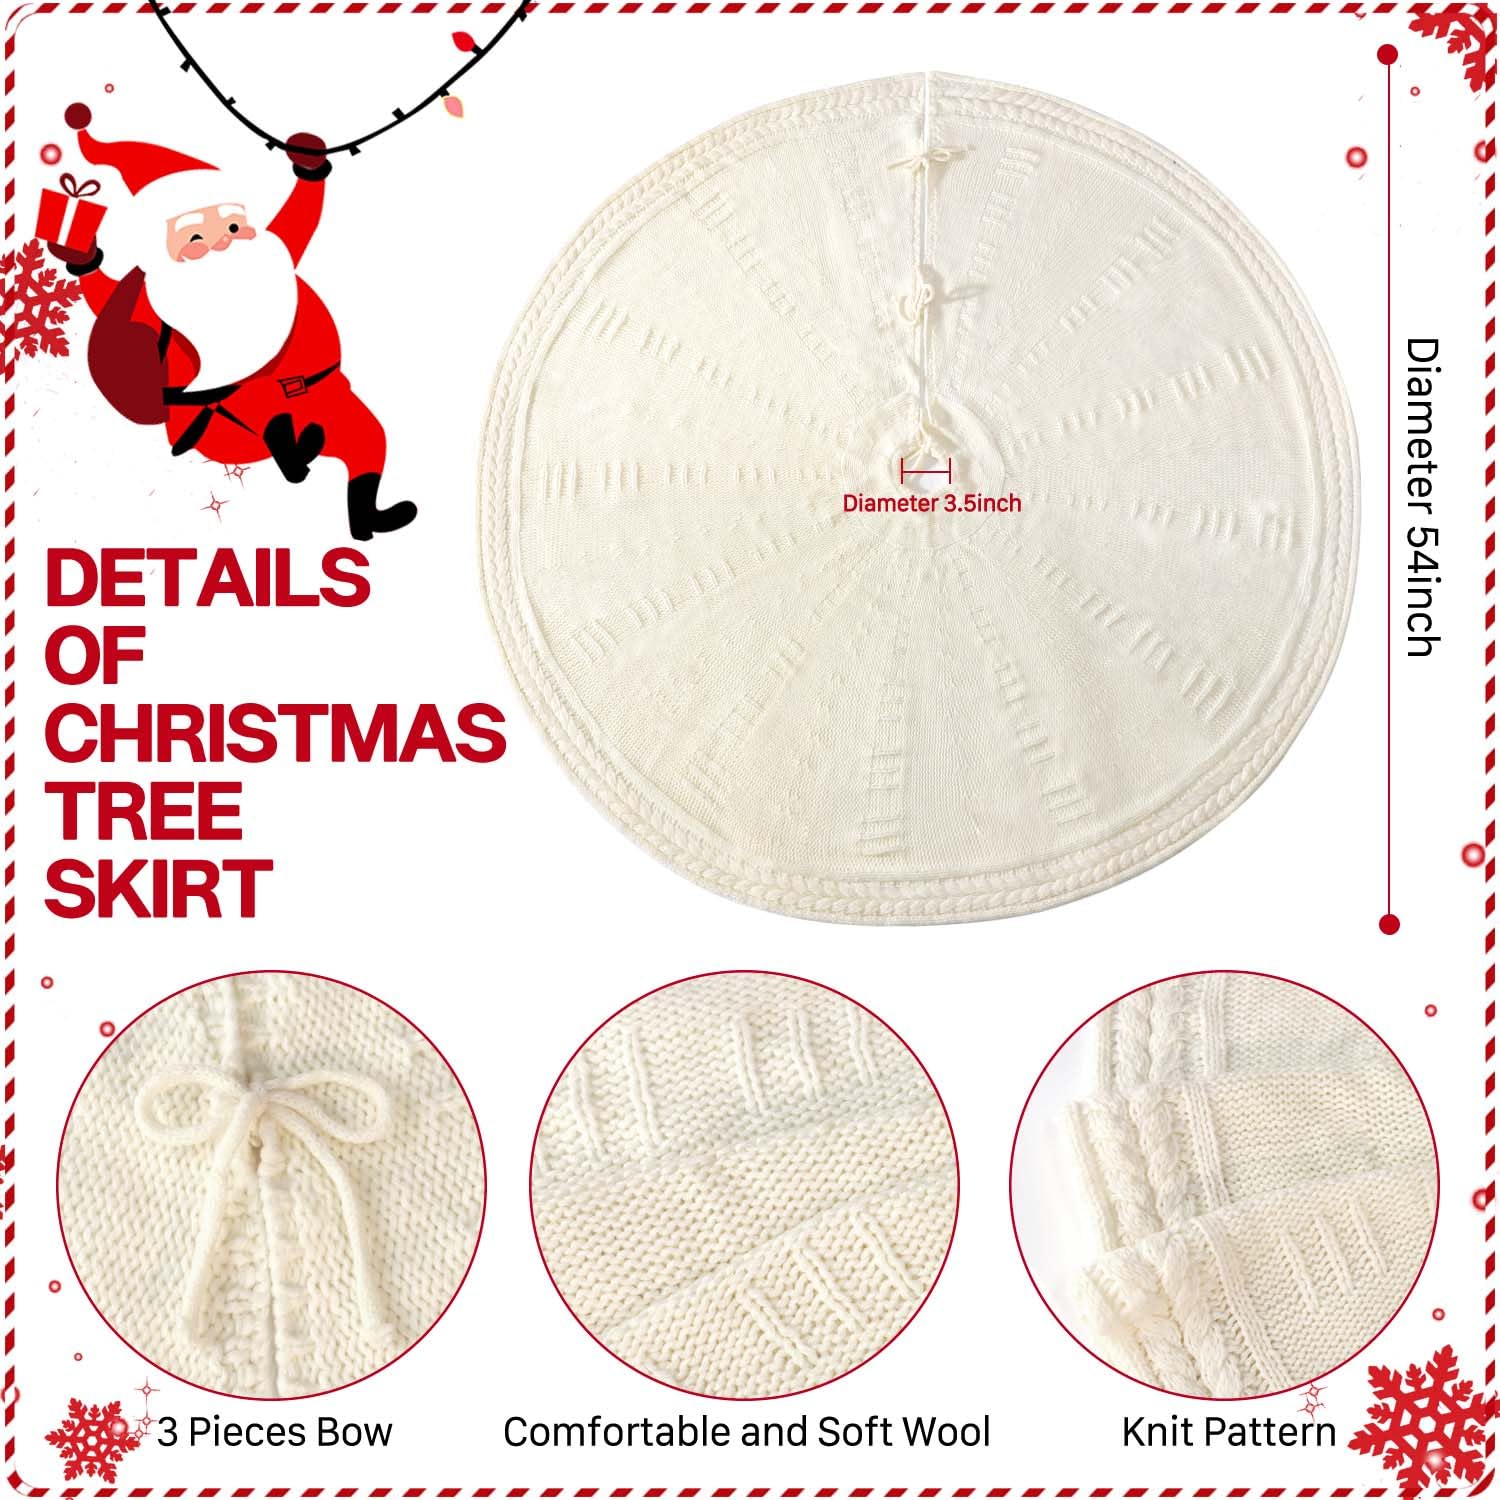 Diameter 3.5inch
Diameter 54inch
DETAILS
OF
CHRISTMAS
TREE
SKIRT
3 Pieces Bow
Comfortable and Soft Wool
Knit Pattern